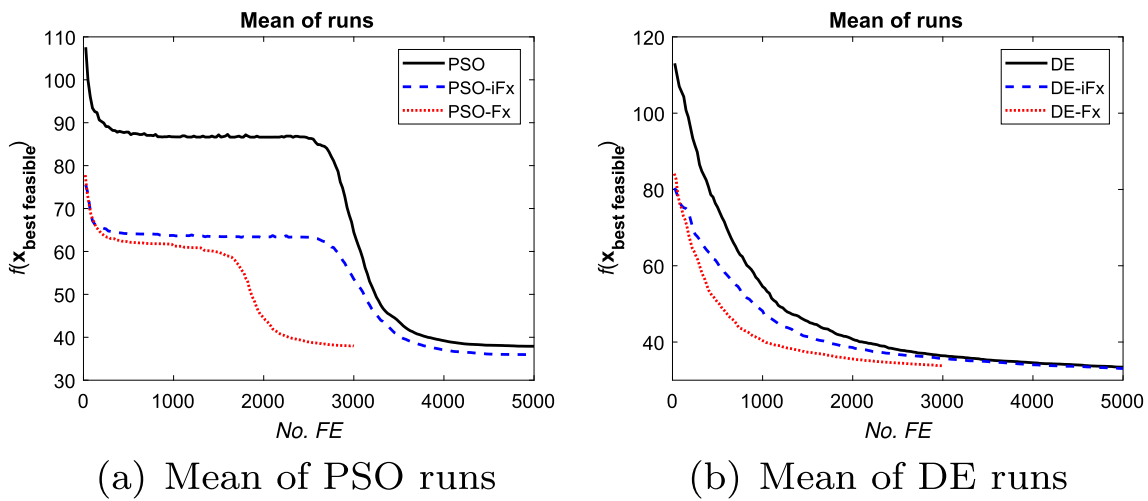 Mean of runs
110
100
90
80
70
60
50
40
30
f(x_best feasible)
PSO
PSO-iFx
PSO-Fx
0 1000 2000 3000 4000 5000
No. FE
(a) Mean of PSO runs
Mean of runs
120
100
80
60
40
f(x_best feasible)
DE
DE-iFx
DE-Fx
0 1000 2000 3000 4000 5000
No. FE
(b) Mean of DE runs